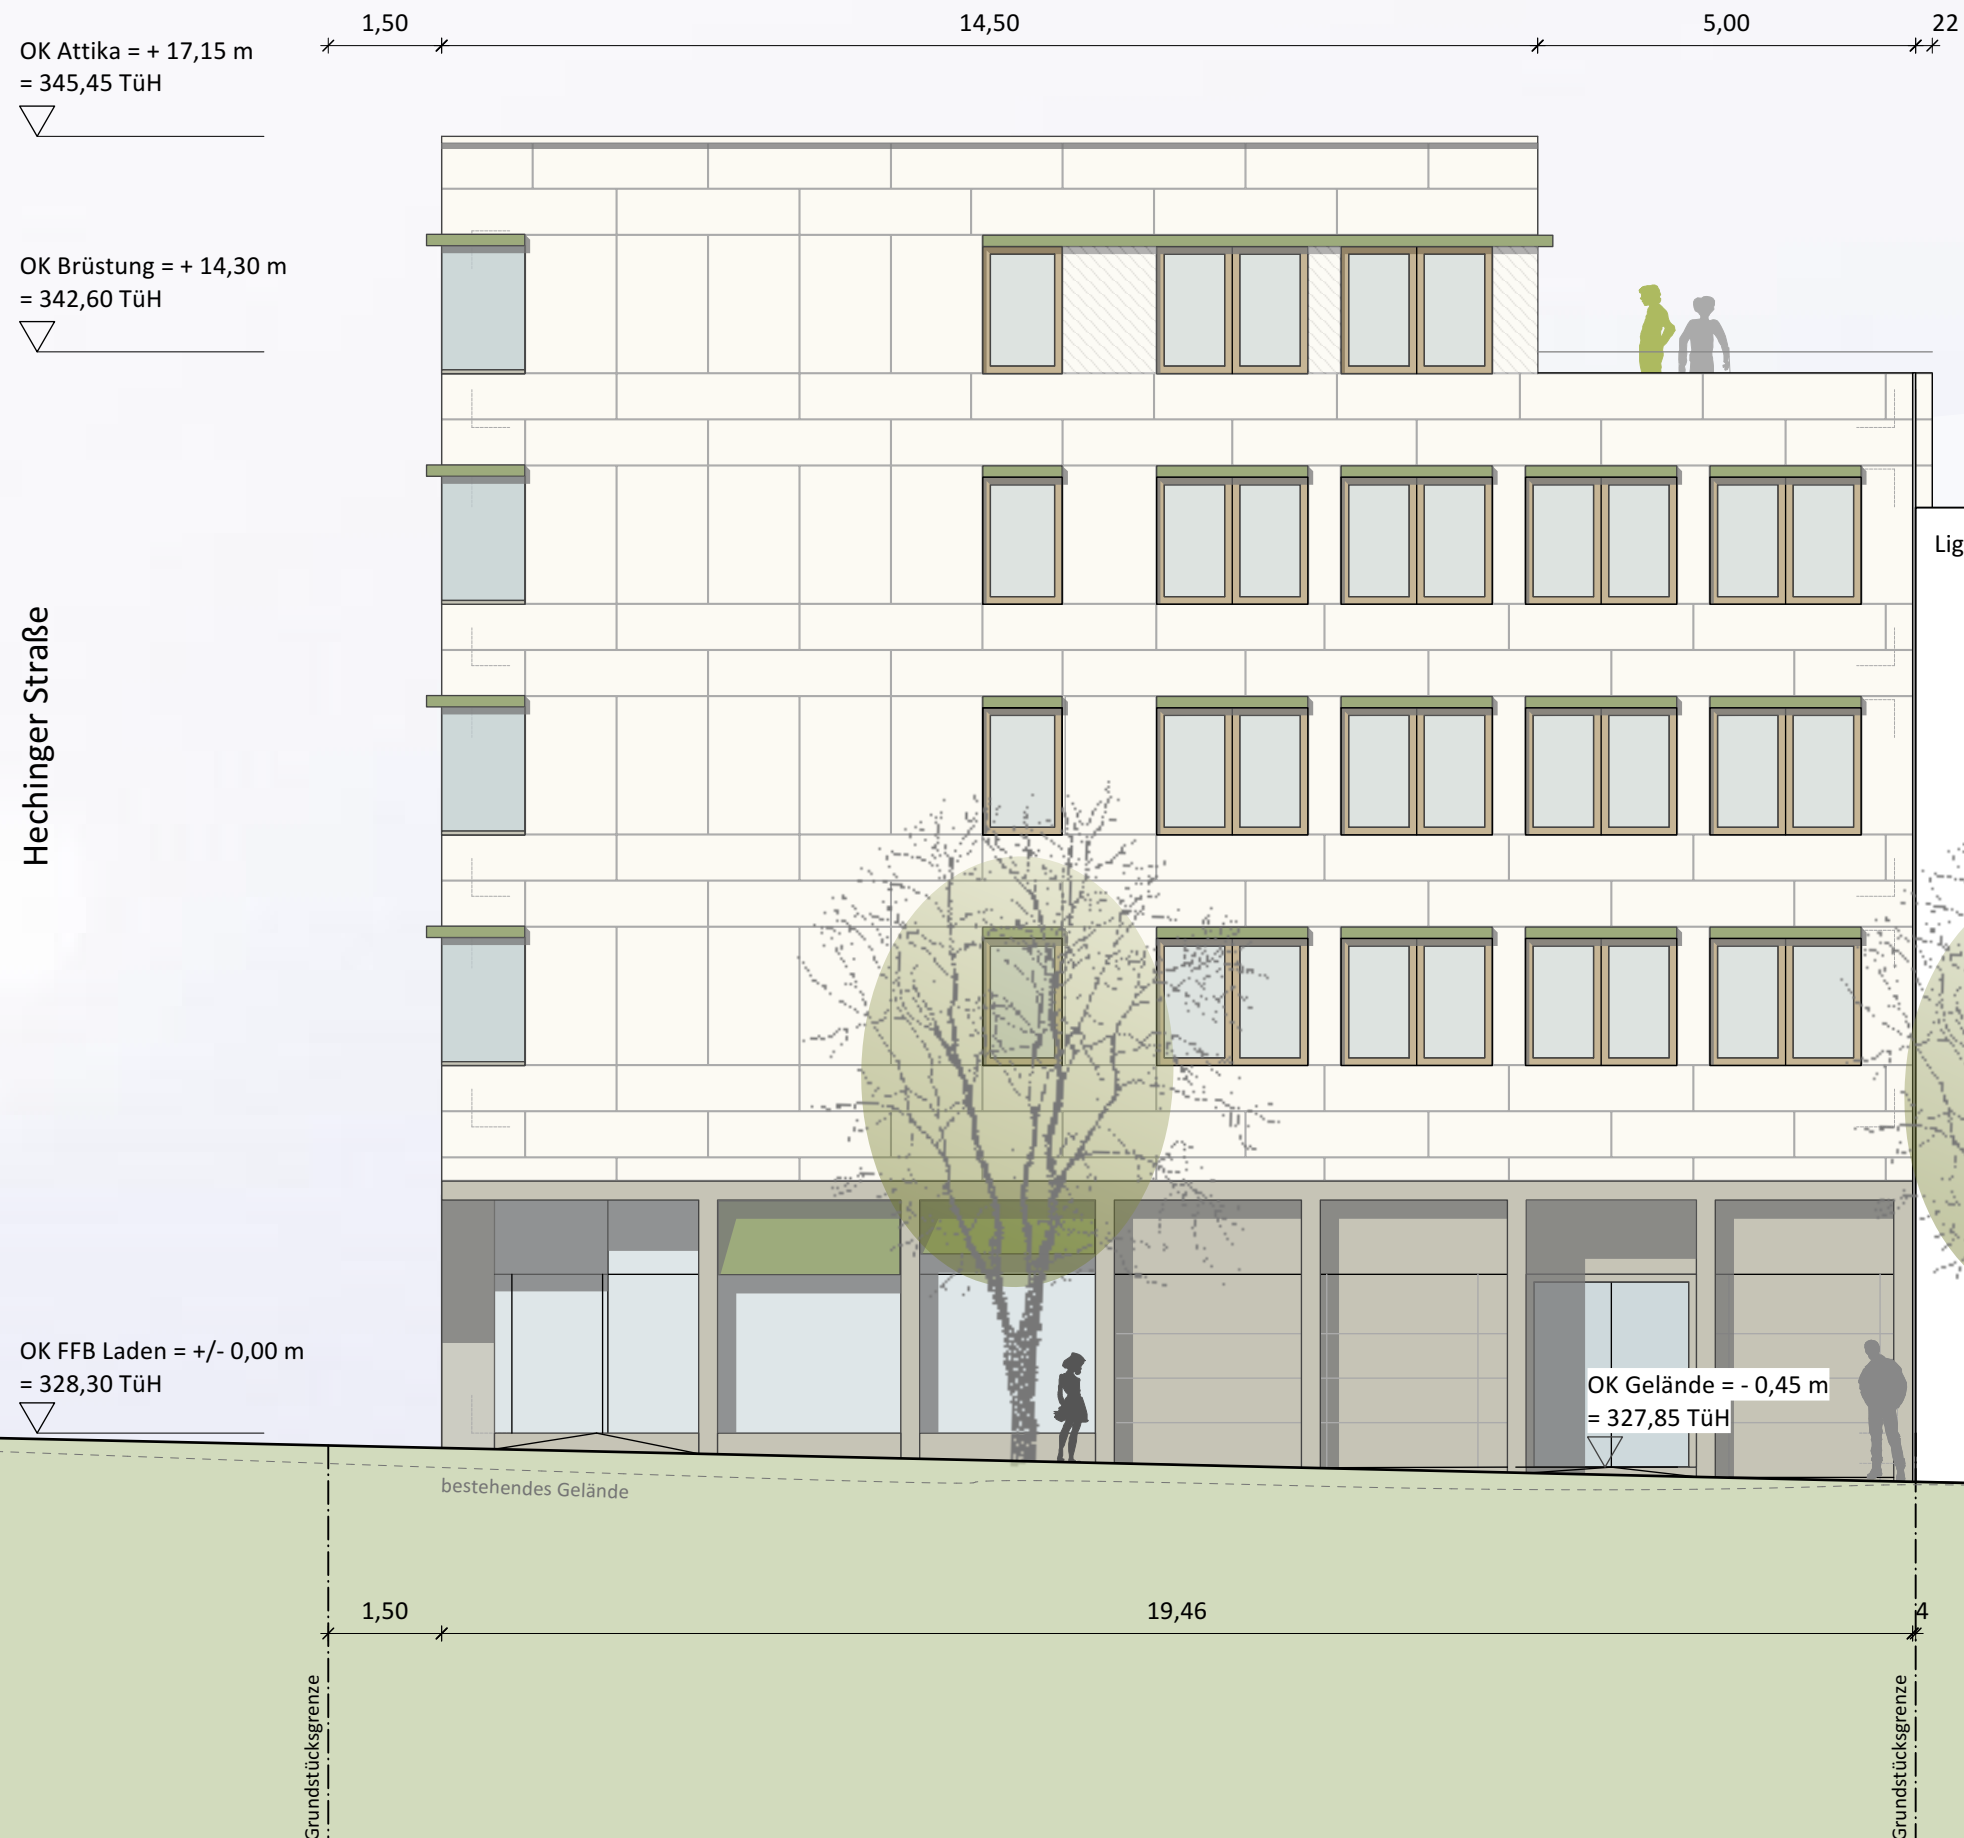 1,50
14,50
5,00
22
OK Attika = + 17,15 m
= 345,45 TüH
OK Brüstung = + 14,30 m
= 342,60 TüH
Lig
Hechinger Straße
OK FFB Laden = +/- 0,00 m
= 328,30 TüH
OK Gelände = - 0,45 m
= 327,85 TüH
bestehendes Gelände
1,50
19,46
4
Grundstücksgrenze
Grundstücksgrenze